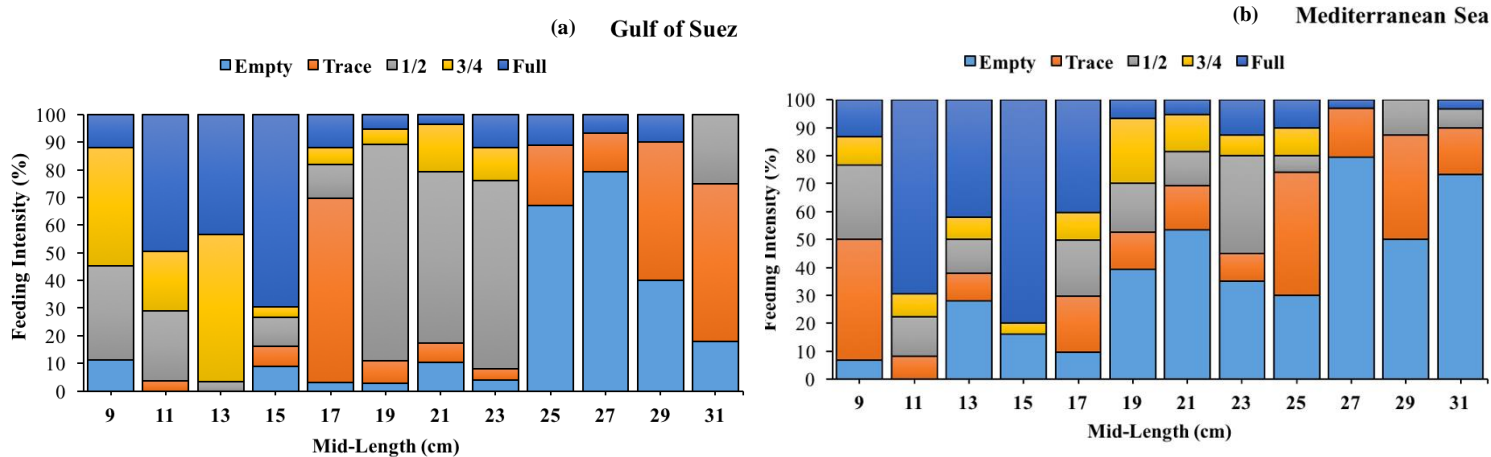 (a) Gulf of Suez
Empty Trace 1/2 3/4 Full
Feeding Intensity (%)
100
90
80
70
60
50
40
30
20
10
0
9 11 13 15 17 19 21 23 25 27 29 31
Mid-Length (cm)
(b) Mediterranean Sea
Empty Trace 1/2 3/4 Full
Feeding Intensity (%)
100
90
80
70
60
50
40
30
20
10
0
9 11 13 15 17 19 21 23 25 27 29 31
Mid-Length (cm)